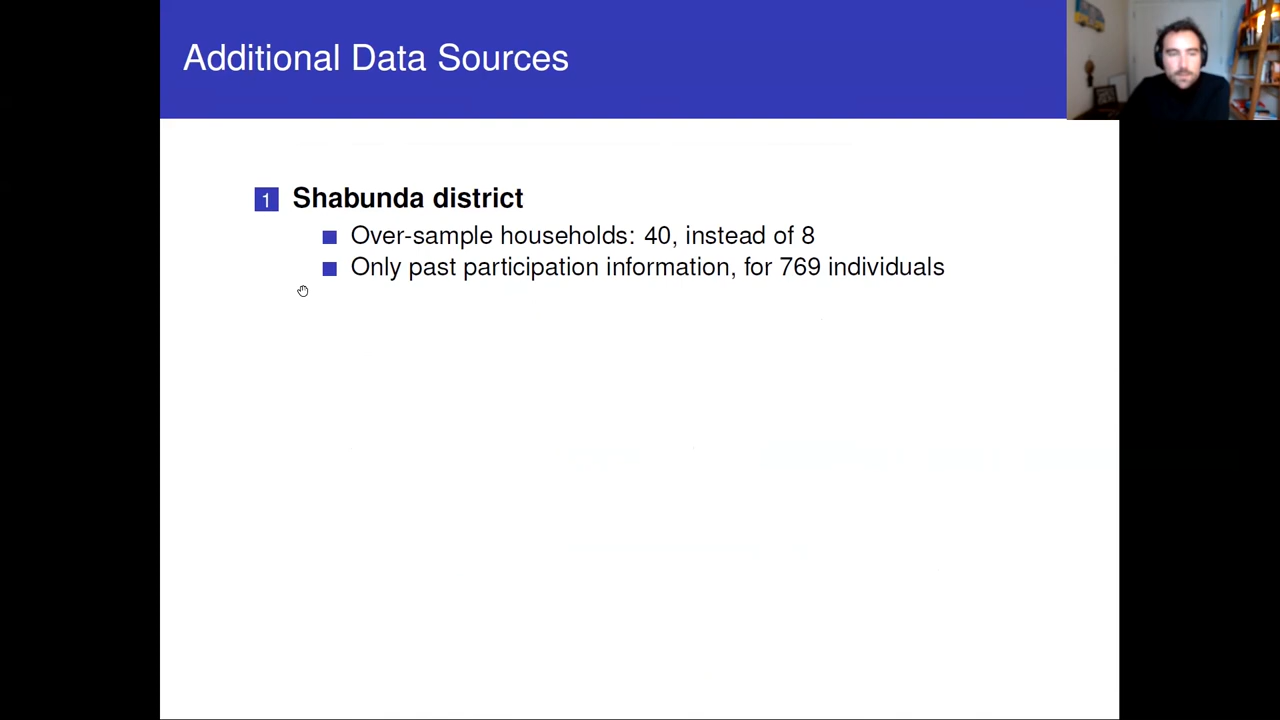 Additional Data Sources
1 Shabunda district
Over-sample households: 40, instead of 8
Only past participation information, for 769 individuals